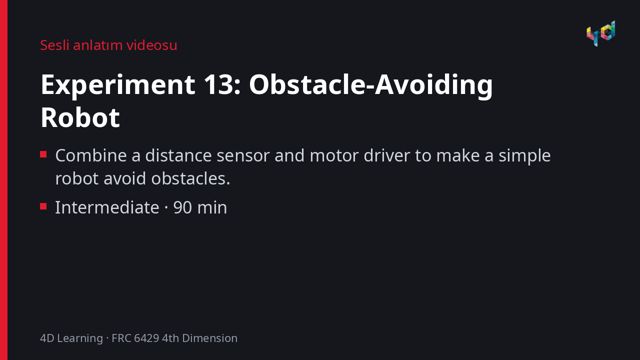 Sesli anlatım videosu
4d
Experiment 13: Obstacle-Avoiding
Robot
Combine a distance sensor and motor driver to make a simple
robot avoid obstacles.
Intermediate · 90 min
4D Learning · FRC 6429 4th Dimension